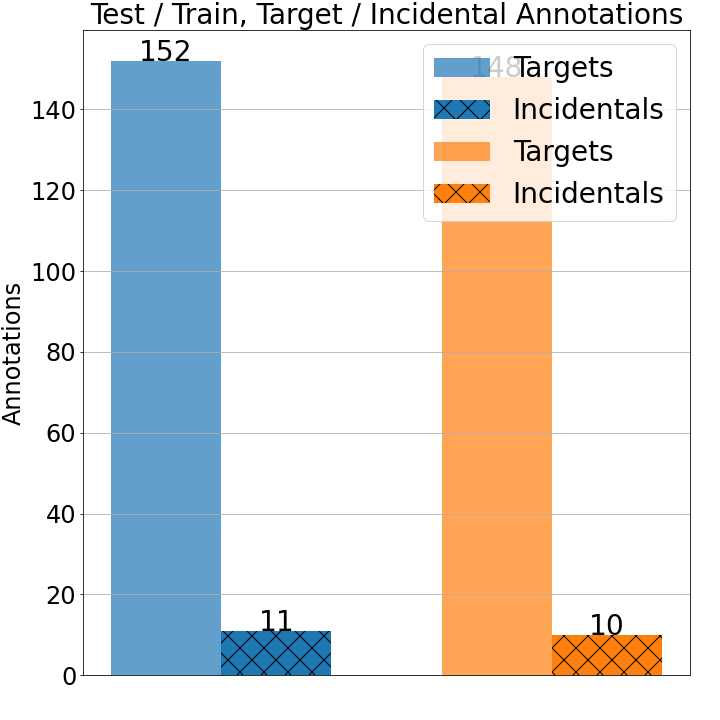 Test / Train, Target / Incidental Annotations
152
148
Targets
Incidentals
Targets
Incidentals
140
120
100
80
60
40
20
0
Annotations
11
10